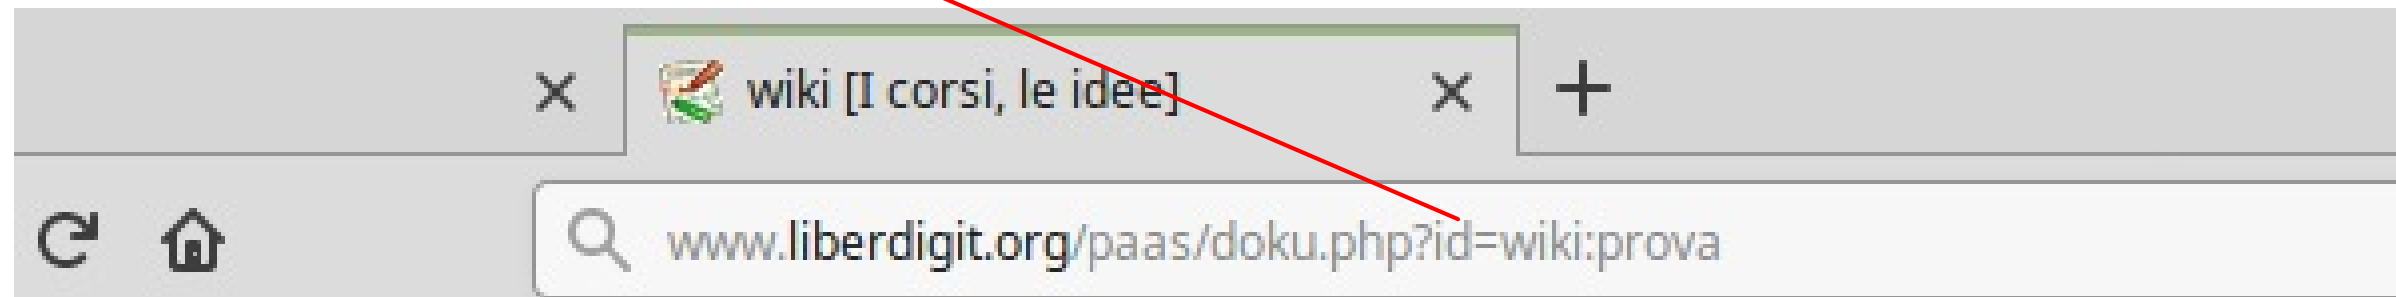 wiki [I corsi, le idee]
www.liberdigit.org/paas/doku.php?id=wiki:prova